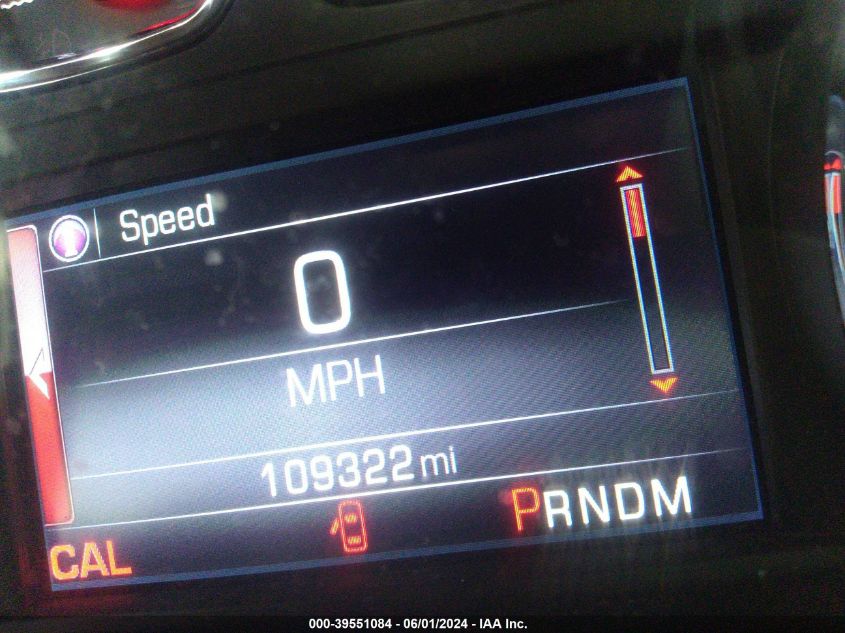 Speed
0
MPH
109322 mi
PRNDM
CAL
000-39551084 - 06/01/2024 - IAA Inc.